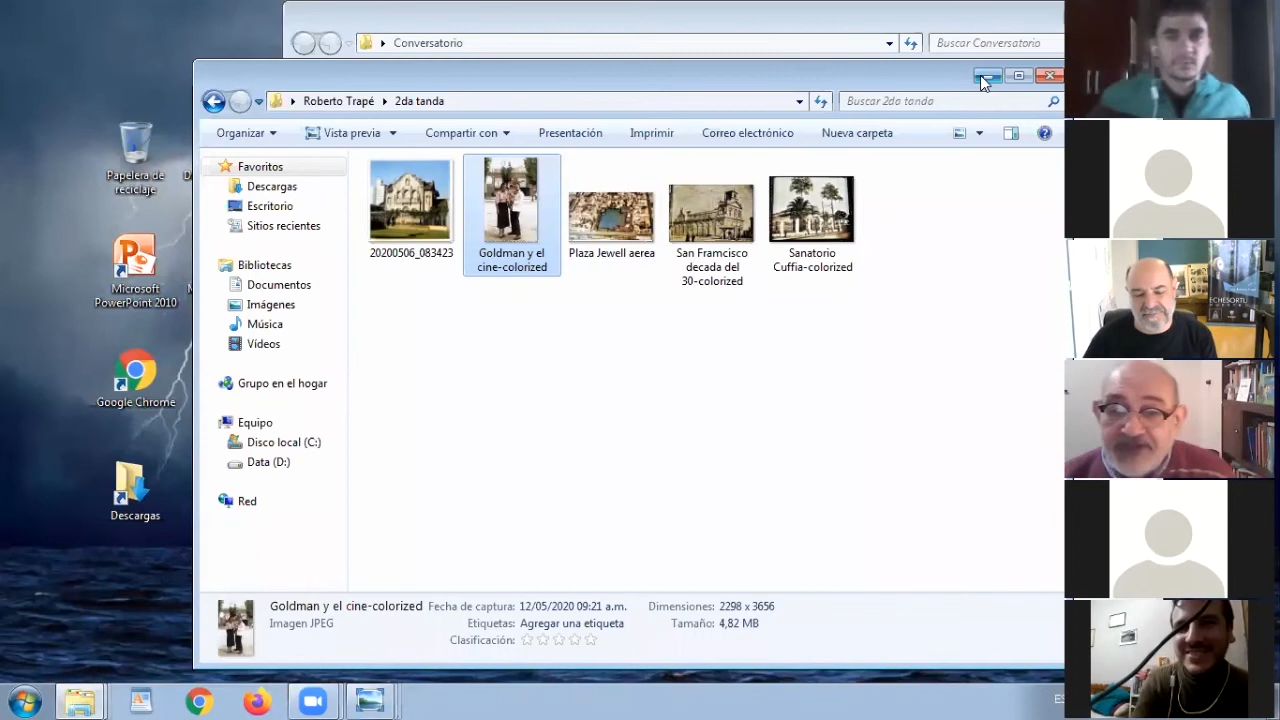 Conversatorio
Buscar Conversatorio
Roberto Trapé
2da tanda
Buscar 2da tanda
Organizar
Vista previa
Compartir con
Presentación
Imprimir
Correo electrónico
Nueva carpeta
Papelera de
reciclaje
Microsoft
PowerPoint 2010
Google Chrome
Descargas
Favoritos
Descargas
Escritorio
Sitios recientes
Bibliotecas
Documentos
Imágenes
Música
Vídeos
Grupo en el hogar
Equipo
Disco local (C:)
Data (D:)
Red
20200506_083423
Goldman y el
cine-colorized
Plaza Jewell aerea
San Francisco
decada del
30-colorized
Sanatorio
Cuffia-colorized
Goldman y el cine-colorized
Imagen JPEG
Fecha de captura: 12/05/2020 09:21 a.m.
Etiquetas: Agregar una etiqueta
Clasificación:
Dimensiones: 2298 x 3656
Tamaño: 4,82 MB
ECHESORTU
ES